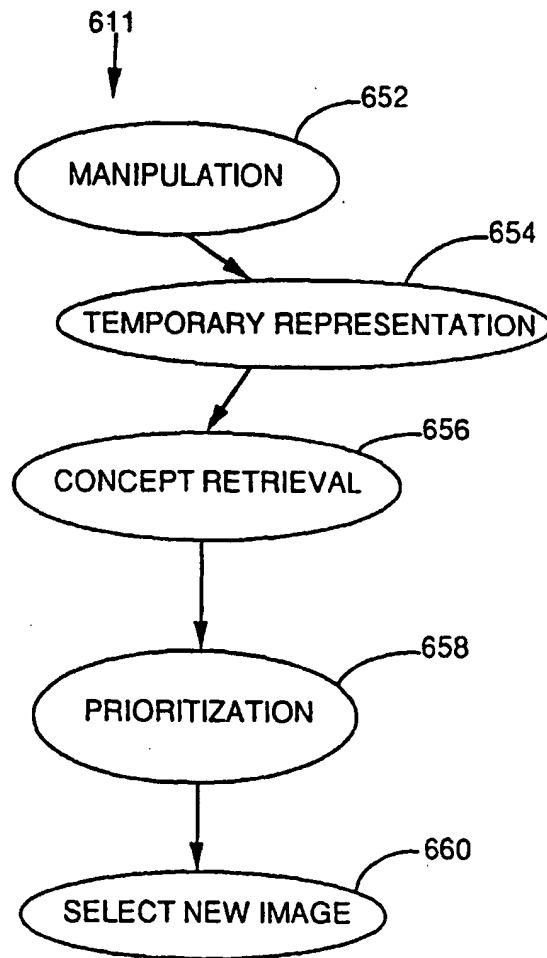 611
652
MANIPULATION
654
TEMPORARY REPRESENTATION
656
CONCEPT RETRIEVAL
658
PRIORITIZATION
660
SELECT NEW IMAGE